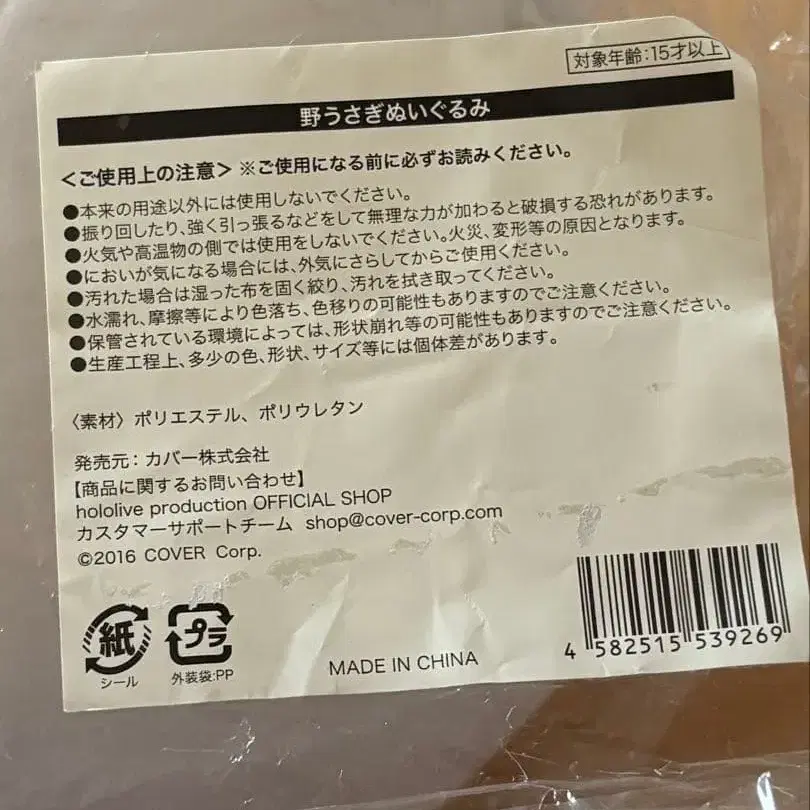 対象年齢:15才以上
野うさぎぬいぐるみ
<ご使用上の注意> ※ご使用になる前に必ずお読みください。
●本来の用途以外には使用しないでください。
●振り回したり、強く引っ張るなどをして無理な力が加わると破損する恐れがあります。
●火気や高温物の側では使用をしないでください。火災、変形等の原因となります。
●においが気になる場合には、外気にさらしてからご使用ください。
●汚れた場合は湿った布を固く絞り、汚れを拭き取ってください。
●水濡れ、摩擦等により色落ち、色移りの可能性もありますのでご注意ください。
●保管されている環境によっては、形状崩れ等の可能性もありますのでご注意ください。
●生産工程上、多少の色、形状、サイズ等には個体差があります。
〈素材〉ポリエステル、ポリウレタン
発売元：カバー株式会社
【商品に関するお問い合わせ】
hololive production OFFICIAL SHOP
カスタマーサポートチーム shop@cover-corp.com
©2016 COVER Corp.
紙
シール
プラ
外装袋:PP
MADE IN CHINA
4 582515 539269